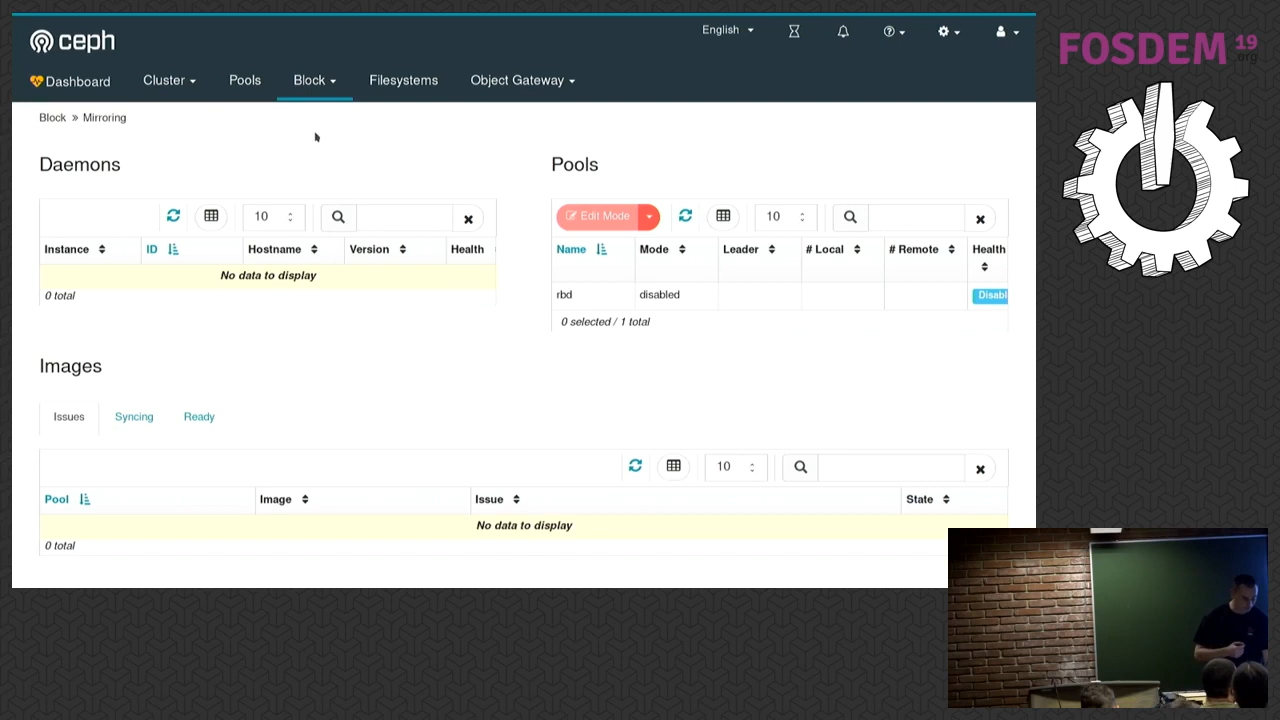 ceph
English
Dashboard
Cluster
Pools
Block
Filesystems
Object Gateway
Block » Mirroring
Daemons
10
Instance
ID
Hostname
Version
Health
No data to display
0 total
Pools
Edit Mode
10
Name
Mode
Leader
# Local
# Remote
Health
rbd
disabled
Disabl
0 selected / 1 total
Images
Issues
Syncing
Ready
10
Pool
Image
Issue
State
No data to display
0 total
FOSDEM 19
.org